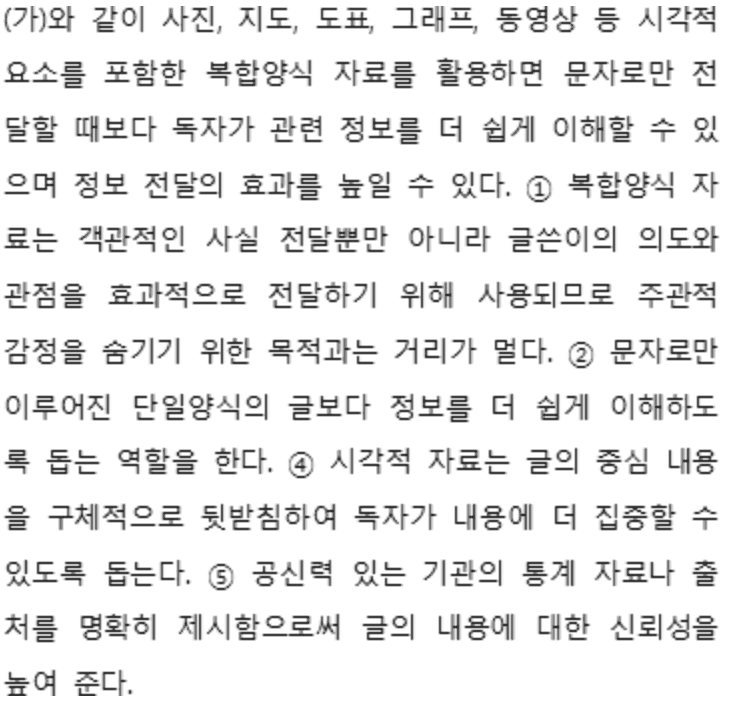 (가)와 같이 사진, 지도, 도표, 그래프, 동영상 등 시각적
요소를 포함한 복합양식 자료를 활용하면 문자로만 전
달할 때보다 독자가 관련 정보를 더 쉽게 이해할 수 있
으며 정보 전달의 효과를 높일 수 있다. ① 복합양식 자
료는 객관적인 사실 전달뿐만 아니라 글쓴이의 의도와
관점을 효과적으로 전달하기 위해 사용되므로 주관적
감정을 숨기기 위한 목적과는 거리가 멀다. ② 문자로만
이루어진 단일양식의 글보다 정보를 더 쉽게 이해하도
록 돕는 역할을 한다. ④ 시각적 자료는 글의 중심 내용
을 구체적으로 뒷받침하여 독자가 내용에 더 집중할 수
있도록 돕는다. ⑤ 공신력 있는 기관의 통계 자료나 출
처를 명확히 제시함으로써 글의 내용에 대한 신뢰성을
높여 준다.